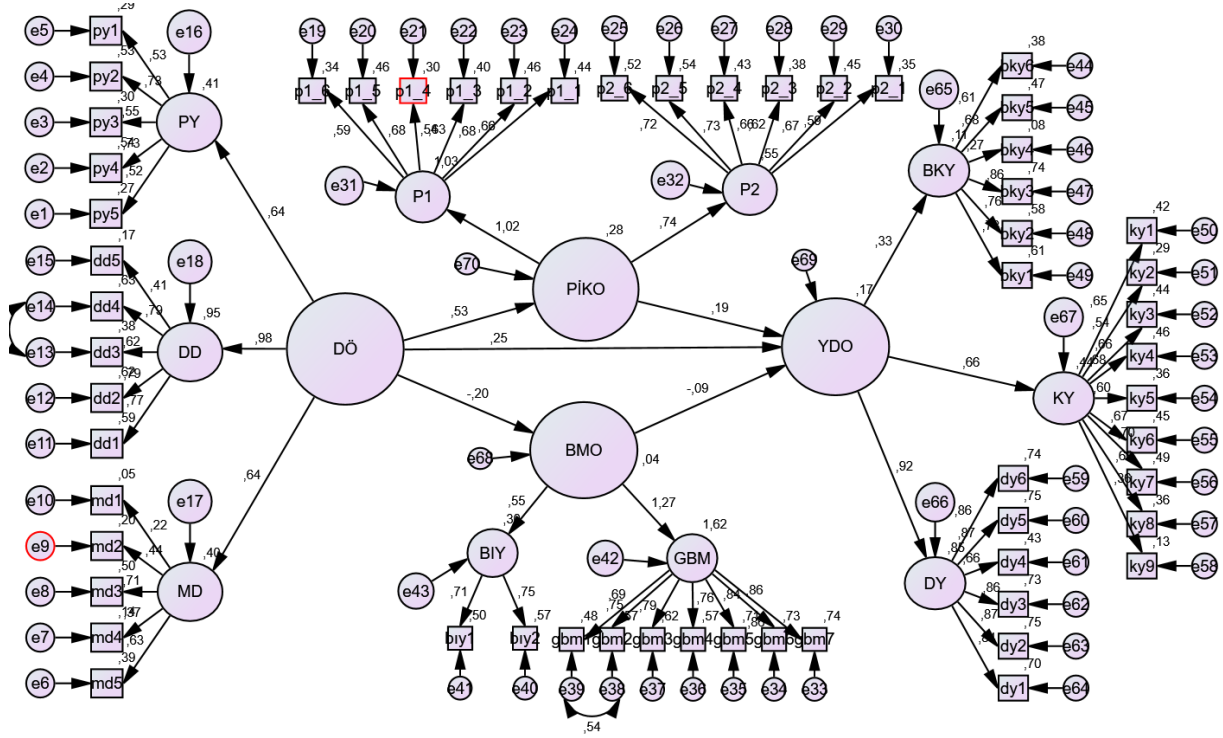 e5 py1 ,29
e4 py2 ,53
e3 py3 ,30
e2 py4
e1 py5 ,27
e16
PY ,41
,53
,73
,55
,52
e15 dd5 ,17
e14 dd4 ,63
e13 dd3 ,38
e12 dd2
e11 dd1 ,59
e18
DD ,95
,41
,79
,62
,77
e10 md1 ,05
e9 md2 ,20
e8 md3 ,50
e7 md4
e6 md5 ,39
e17
MD ,40
,22
,44
,71
,63
DÖ
,64
,98
,64
,53
,25
-,20
e19 e20 e21 e22 e23 e24
,34 ,46 ,30 ,40 ,46 ,44
p1_6 p1_5 p1_4 p1_3 p1_2 p1_1
,59 ,68 ,68 ,66
e31 P1 1,03
1,02
e25 e26 e27 e28 e29 e30
,52 ,54 ,43 ,38 ,45 ,35
p2_6 p2_5 p2_4 p2_3 p2_2 p2_1
,72 ,73 ,66 ,62 ,67
e32 P2 ,55
,74
e70 PİKO ,28
,19
e69 YDO ,17
-,09
,33
,66
,92
e68 BMO ,04
,55
1,27
e43 BIY
,71 ,75
,50 ,57
bıy1 bıy2
e41 e40
e42 GBM 1,62
,69 ,75 ,79 ,76 ,84 ,86
,48 ,57 ,62 ,57 ,73 ,74
gbm1 gbm2 gbm3 gbm4 gbm5 gbm6 gbm7
e39 e38 e37 e36 e35 e34 e33
,54
e65 BKY ,11
,61
,68
,27
,86
,76
pky6 ,38 e44
pky5 ,47 e45
pky4 ,08 e46
pky3 ,74 e47
pky2 ,58 e48
pky1 ,61 e49
e67 KY ,44
,65
,54
,66
,60
,67
ky1 ,42 e50
ky2 ,29 e51
ky3 ,44 e52
ky4 ,46 e53
ky5 ,36 e54
ky6 ,45 e55
ky7 ,49 e56
ky8 ,36 e57
ky9 ,13 e58
e66 DY ,85
,86
,87
,66
,86
,87
dy6 ,74 e59
dy5 ,75 e60
dy4 ,43 e61
dy3 ,73 e62
dy2 ,75 e63
dy1 ,70 e64